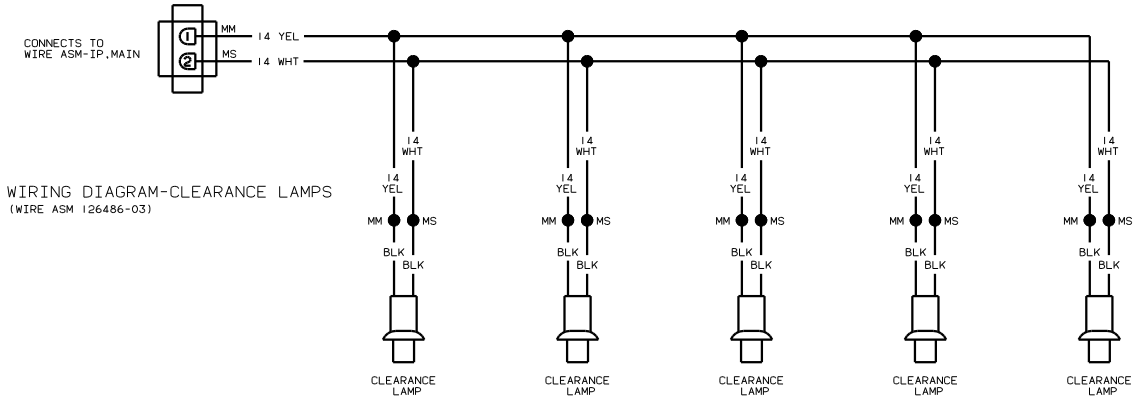 CONNECTS TO
WIRE ASM-IP,MAIN
1 MM 14 YEL
2 MS 14 WHT
WIRING DIAGRAM-CLEARANCE LAMPS
(WIRE ASM 126486-03)
14 14 14 14 14
WHT WHT WHT WHT WHT
14 14 14 14 14
YEL YEL YEL YEL YEL
MM MS MM MS MM MS MM MS MM MS
BLK BLK BLK BLK BLK
BLK BLK BLK BLK BLK
CLEARANCE CLEARANCE CLEARANCE CLEARANCE CLEARANCE
LAMP LAMP LAMP LAMP LAMP